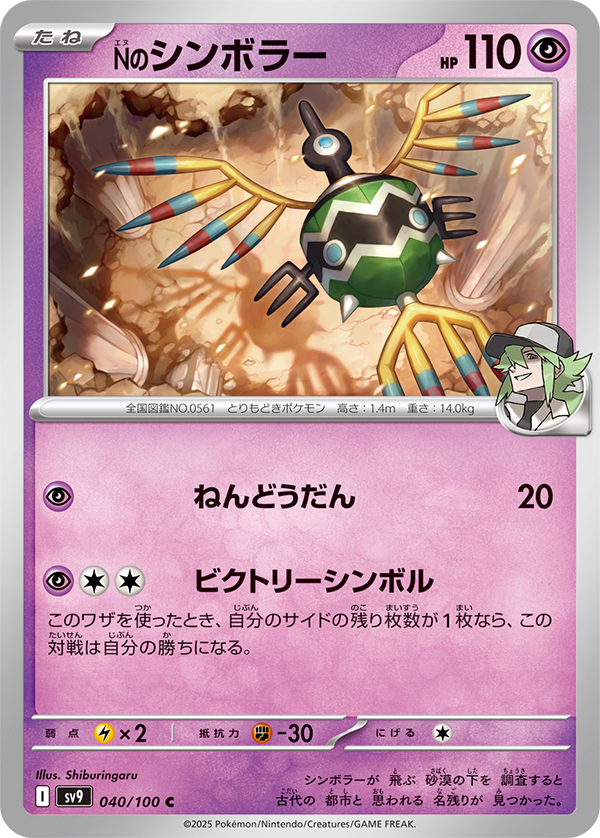 たね NのシンボラーHP 110
エヌ
全国図鑑NO.0561 とりもどきポケモン 高さ：1.4m 重さ：14.0kg
ねんどうだん 20
ビクトリーシンボル
このワザを使ったとき、自分のサイドの残り枚数が1枚なら、この
対戦は自分の勝ちになる。
弱点 ×2 抵抗力 -30 にげる
Illus. Shiburingaru
I sv9 040/100 C
シンボラーが 飛ぶ 砂漠の下を 調査すると
古代の 都市と 思われる 名残りが 見つかった。
©2025 Pokémon/Nintendo/Creatures/GAME FREAK.